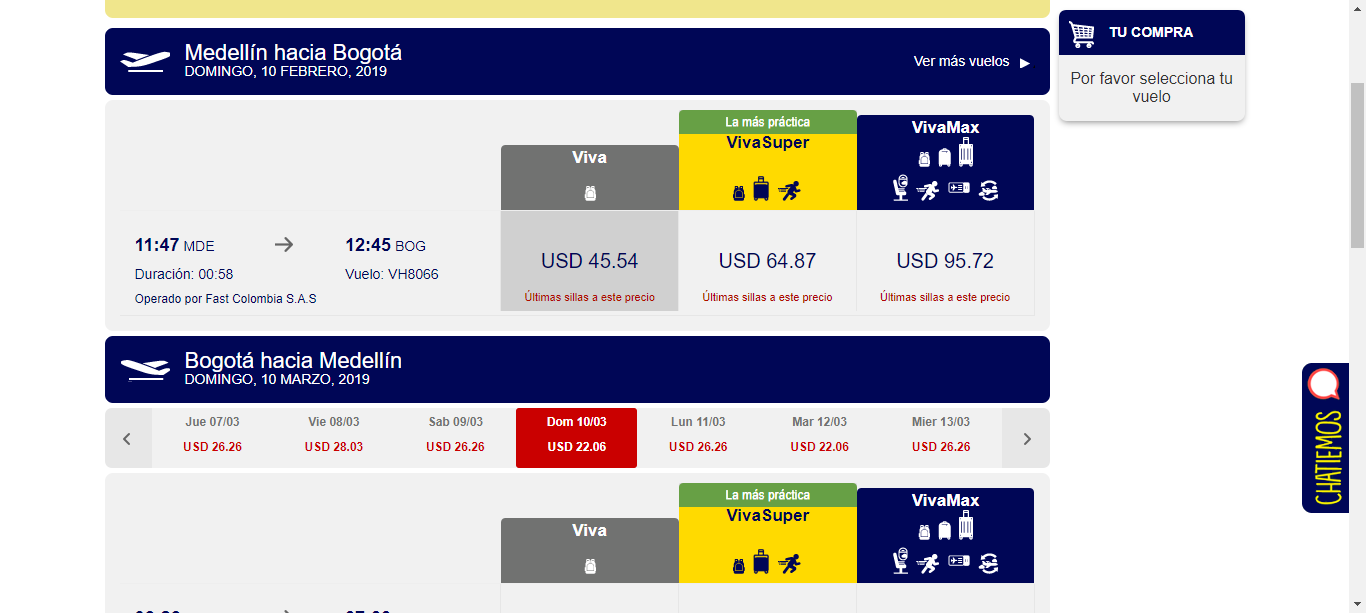 Medellín hacia Bogotá
DOMINGO, 10 FEBRERO, 2019
Ver más vuelos
TU COMPRA
Por favor selecciona tu
vuelo
Viva
La más práctica
VivaSuper
VivaMax
11:47 MDE
12:45 BOG
Duración: 00:58
Vuelo: VH8066
Operado por Fast Colombia S.A.S
USD 45.54
USD 64.87
USD 95.72
Últimas sillas a este precio
Últimas sillas a este precio
Últimas sillas a este precio
Bogotá hacia Medellín
DOMINGO, 10 MARZO, 2019
Jue 07/03
Vie 08/03
Sab 09/03
Dom 10/03
Lun 11/03
Mar 12/03
Mier 13/03
USD 26.26
USD 28.03
USD 26.26
USD 22.06
USD 26.26
USD 22.06
USD 26.26
CHATIEMOS
Viva
La más práctica
VivaSuper
VivaMax